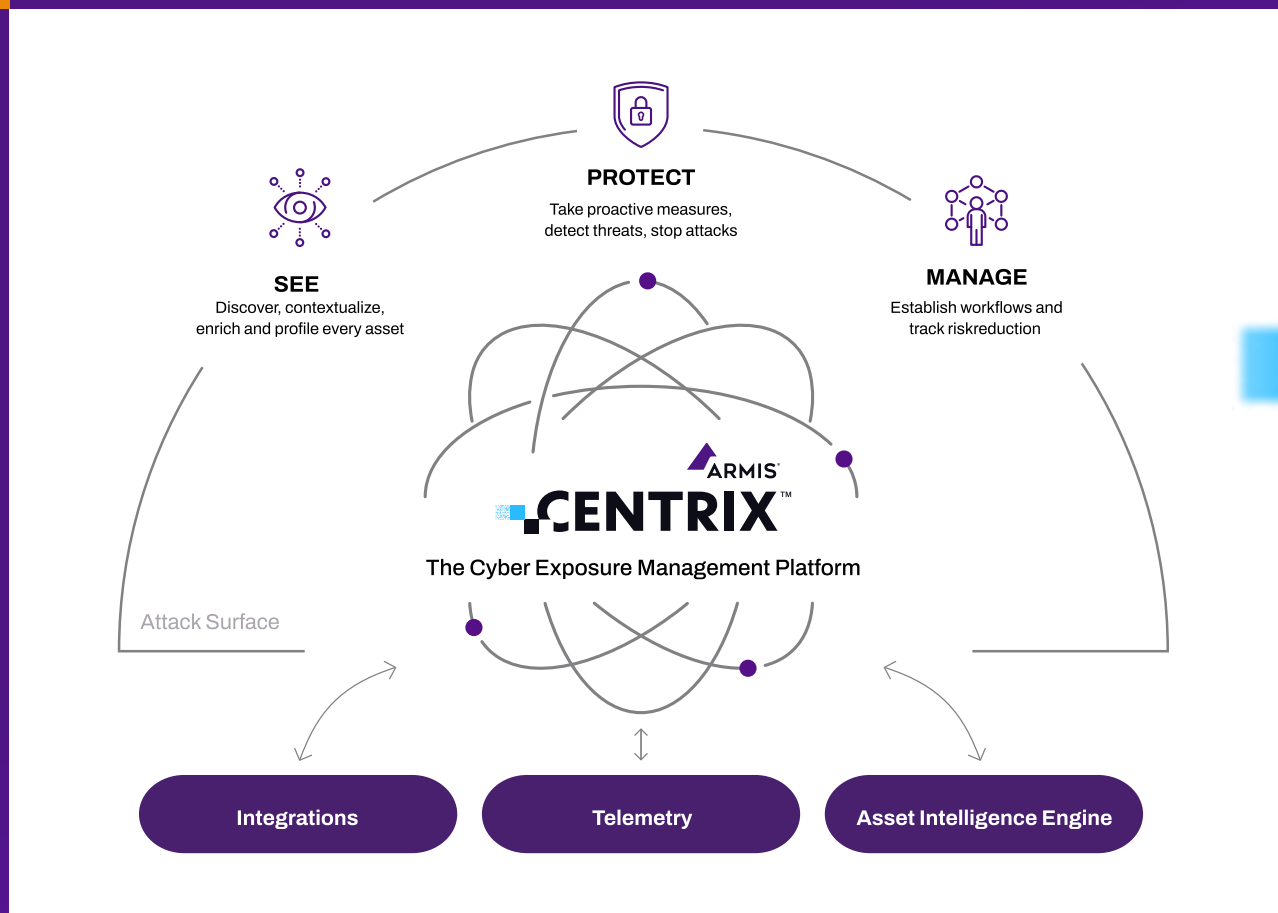 PROTECT
Take proactive measures,
detect threats, stop attacks
SEE
Discover, contextualize,
enrich and profile every asset
MANAGE
Establish workflows and
track riskreduction
ARMIS
CENTRIX™
The Cyber Exposure Management Platform
Attack Surface
Integrations
Telemetry
Asset Intelligence Engine